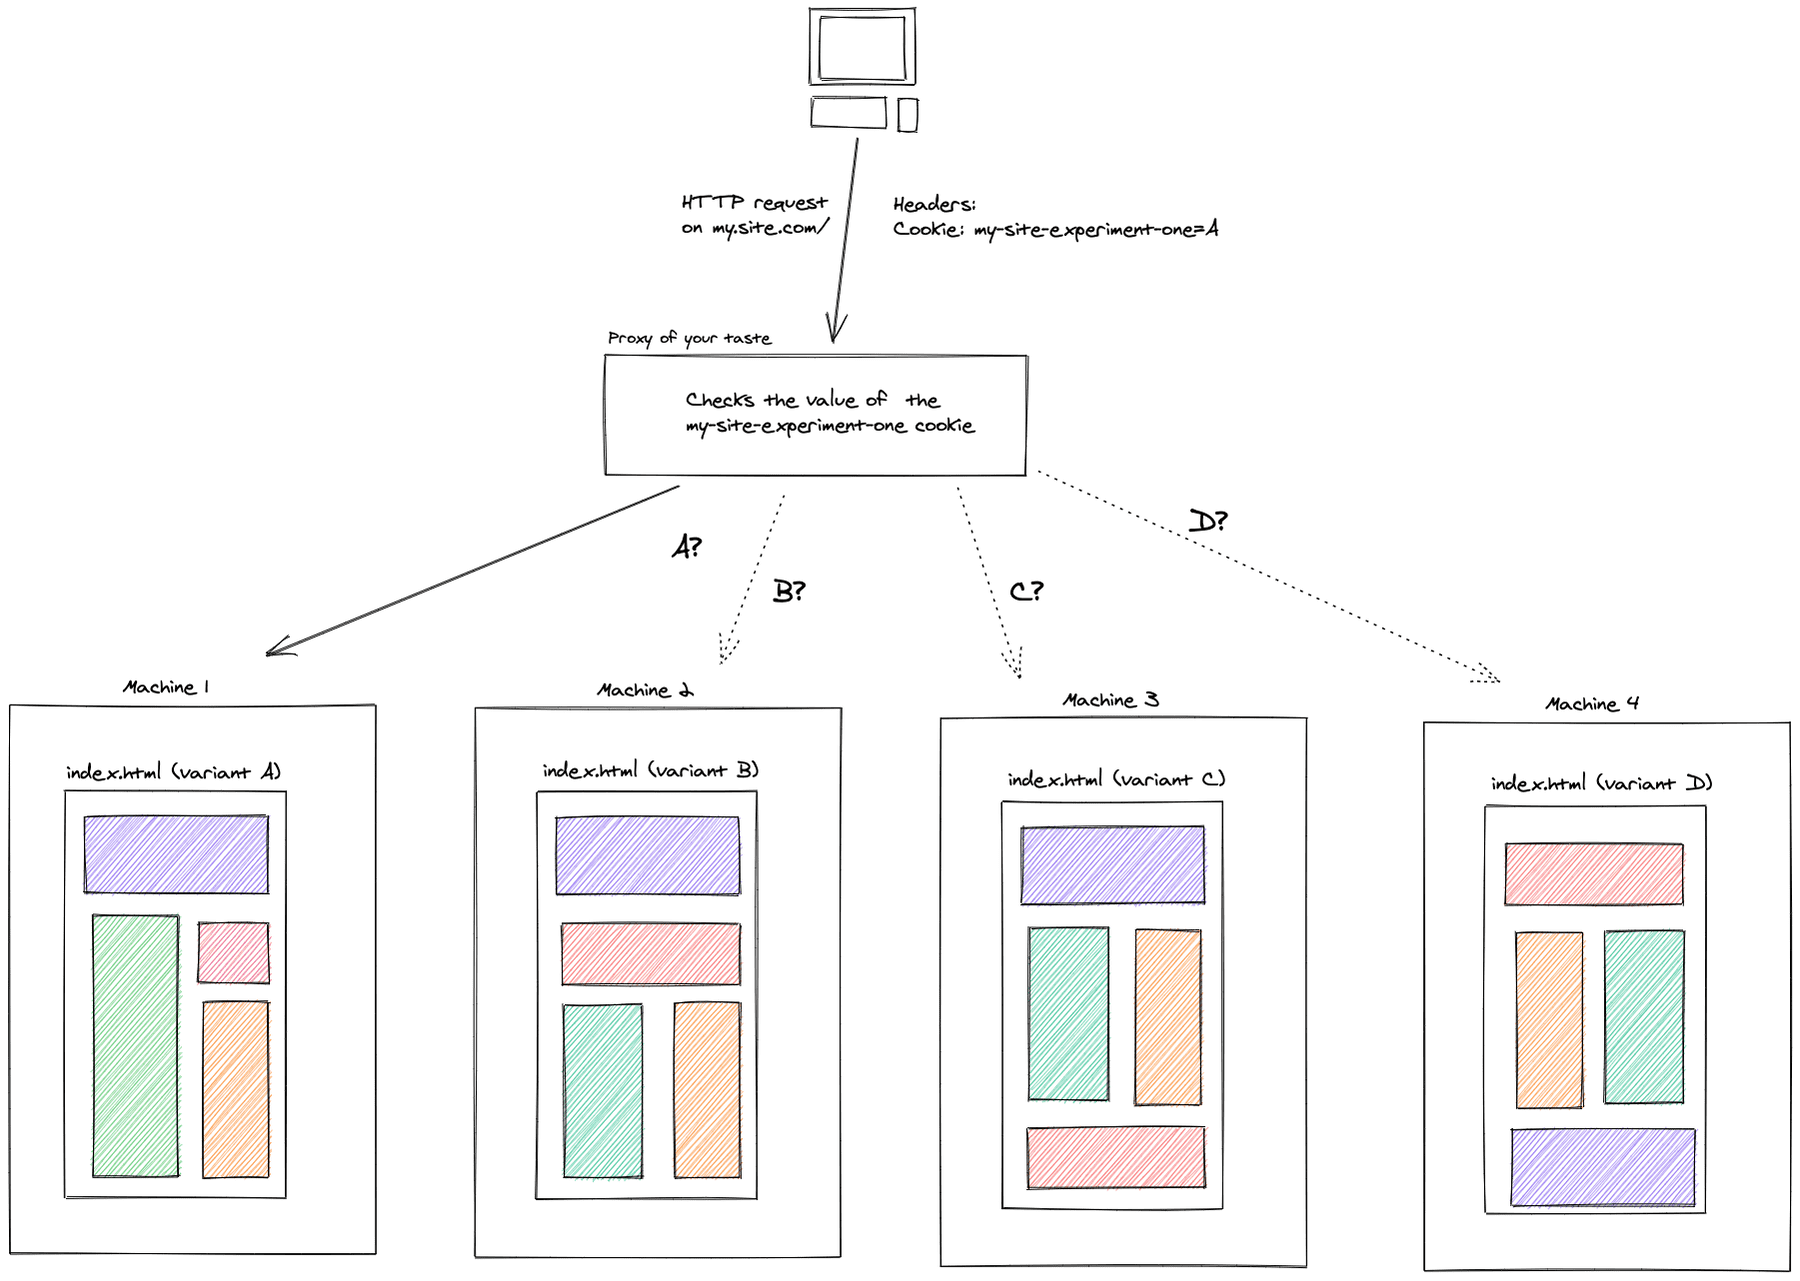 HTTP request
on my.site.com/
Headers:
Cookie: my-site-experiment-one=A
Proxy of your taste
Checks the value of the
my-site-experiment-one cookie
A?
B?
C?
D?
Machine 1
Machine 2
Machine 3
Machine 4
index.html (variant A)
index.html (variant B)
index.html (variant C)
index.html (variant D)